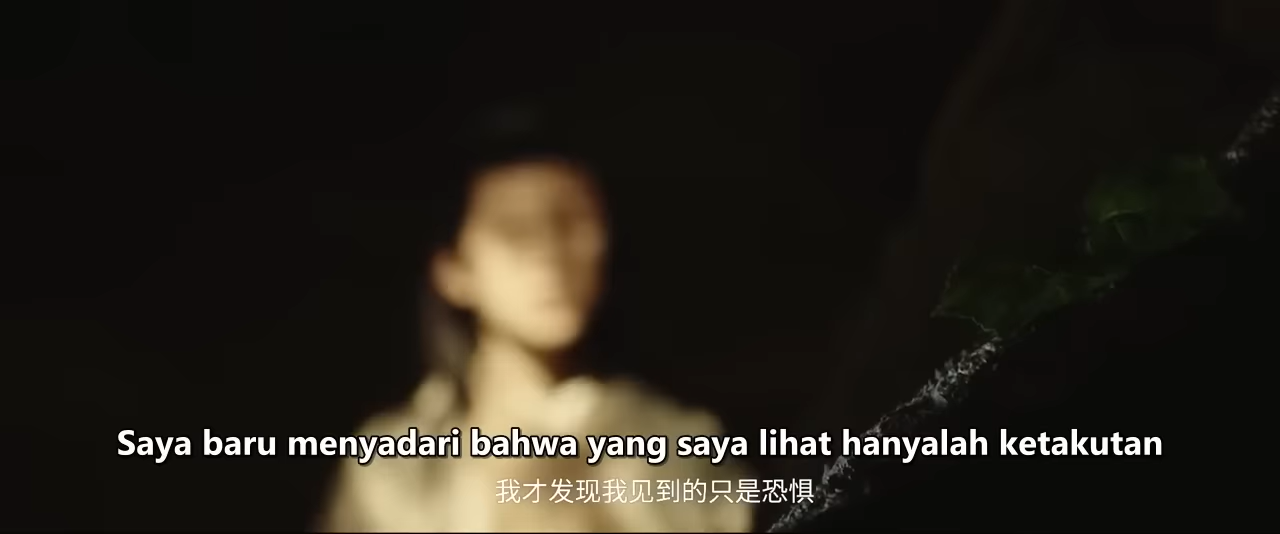 Saya baru menyadari bahwa yang saya lihat hanyalah ketakutan
我才发现我见到的只是恐惧